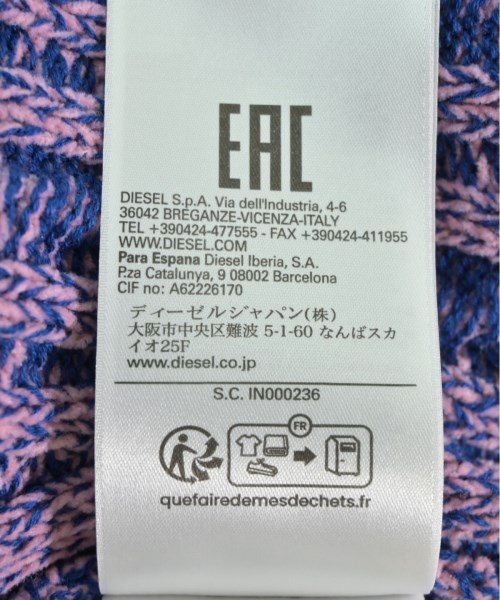 EAC
DIESEL S.p.A. Via dell'Industria, 4-6
36042 BREGANZE-VICENZA-ITALY
TEL +390424-477555 - FAX +390424-411955
WWW.DIESEL.COM
Para Espana Diesel Iberia, S.A.
P.za Catalunya, 9 08002 Barcelona
CIF no: A62226170
ディーゼルジャパン(株)
大阪市中央区難波 5-1-60 なんばスカ
イオ25F
www.diesel.co.jp
S.C. IN000236
FR
quefairedemesdechets.fr